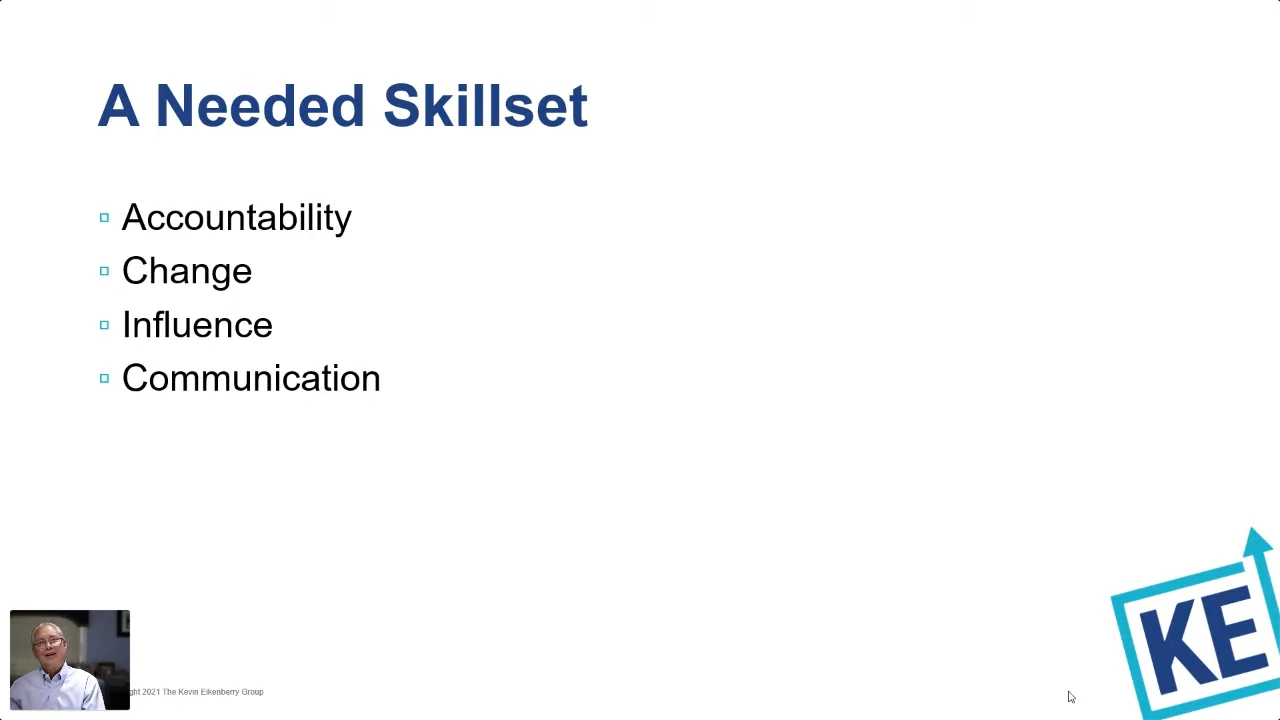 A Needed Skillset
Accountability
Change
Influence
Communication
KE
2021 The Kevin Eikenberry Group